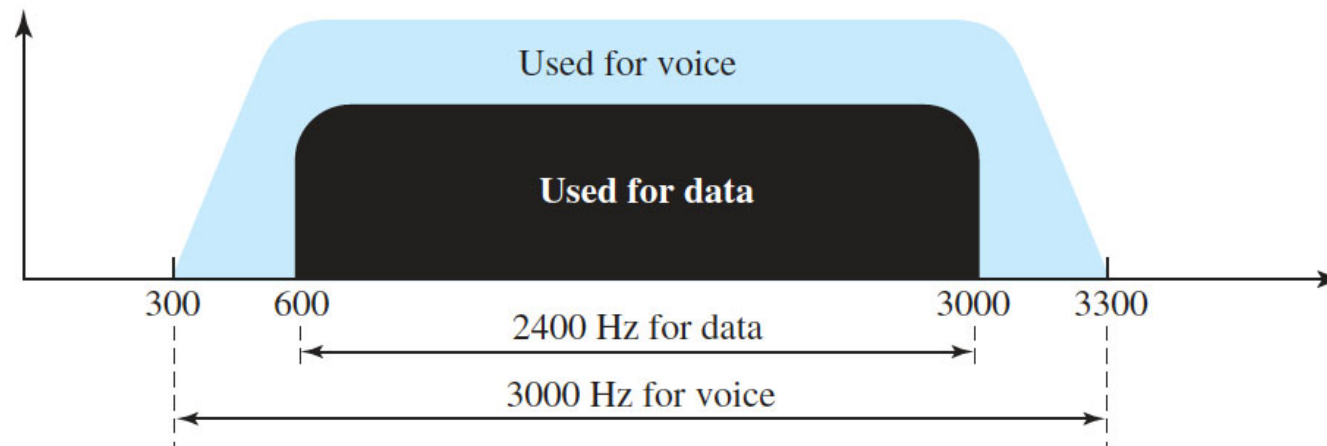 Used for voice
Used for data
300 600 3000 3300
2400 Hz for data
3000 Hz for voice